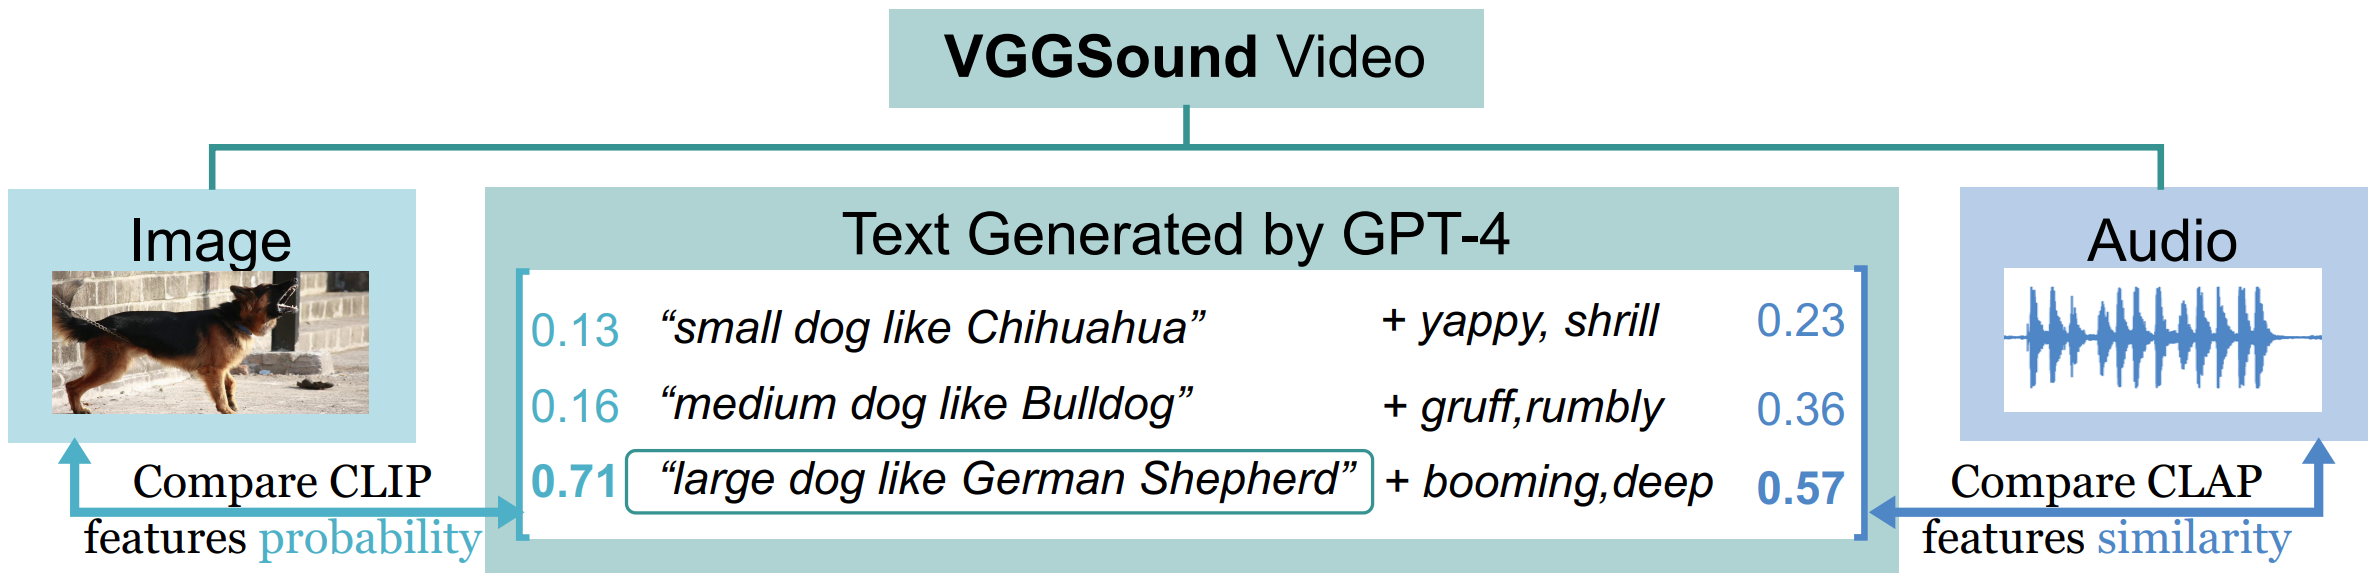 VGGSound Video
Image
Text Generated by GPT-4
Audio
0.13 “small dog like Chihuahua” + yappy, shrill 0.23
0.16 “medium dog like Bulldog” + gruff,rumbly 0.36
0.71 “large dog like German Shepherd” + booming,deep 0.57
Compare CLIP
features probability
Compare CLAP
features similarity